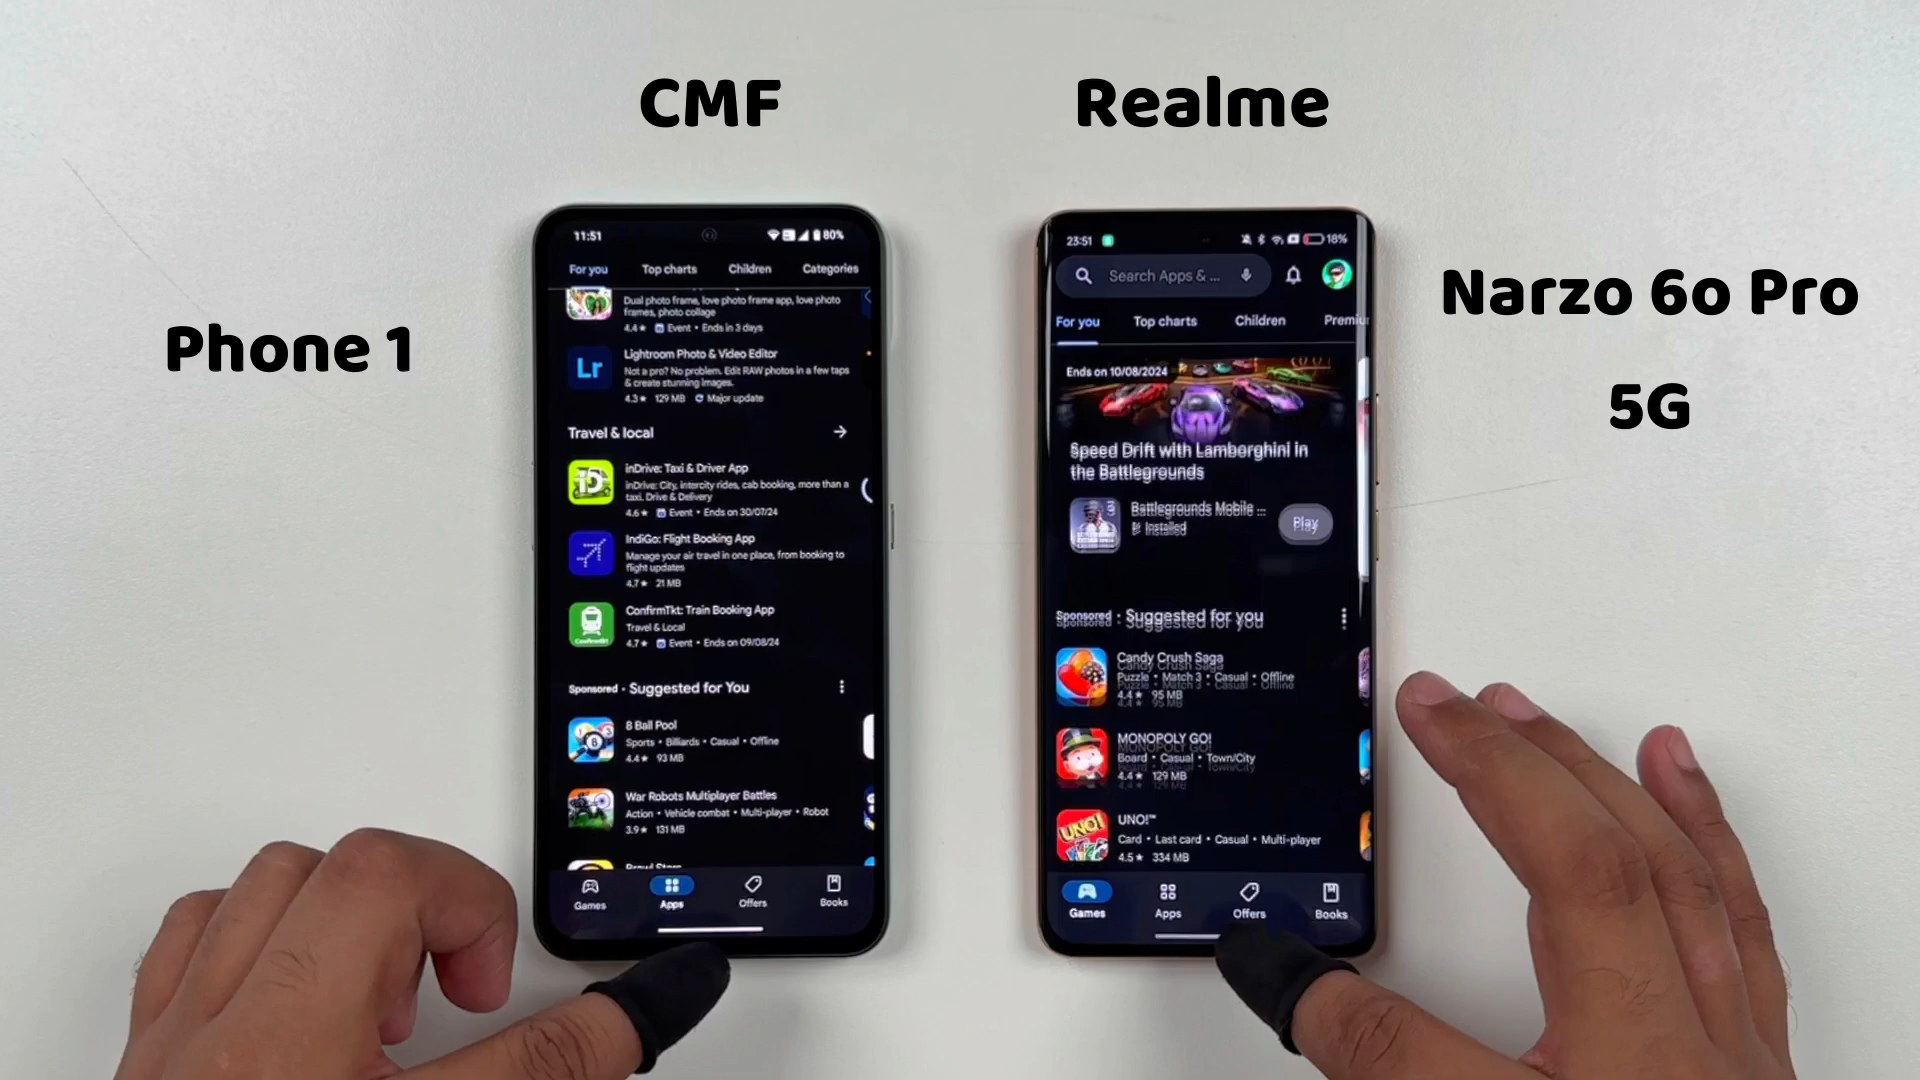 CMF
Realme
Phone 1
Narzo 60 Pro
5G
11:51
80%
For you
Top charts
Children
Categories
Dual photo frame, love photo frame app, love photo
frames, photo collage
4.4★ Event • Ends in 3 days
Lr
Lightroom Photo & Video Editor
Not a pro? No problem. Edit RAW photos in a few taps
& create stunning images.
4.3★ 129 MB Major update
Travel & local
iD
inDrive: Taxi & Driver App
inDrive: City, intercity rides, cab booking, more than a
taxi. Drive & Delivery
4.6★ Event • Ends on 30/07/24
IndiGo: Flight Booking App
Manage your air travel in one place, from booking to
flight updates
4.7★ 21 MB
ConfirmTkt: Train Booking App
Travel & Local
4.7★ Event • Ends on 09/08/24
ConfirmTkt
Sponsored • Suggested for You
8 Ball Pool
Sports • Billiards • Casual • Offline
4.4★ 93 MB
8
War Robots Multiplayer Battles
Action • Vehicle combat • Multi-player • Robot
3.9★ 131 MB
Brawl Stars
Games
Apps
Offers
Books
23:51
18%
Search Apps & ...
For you
Top charts
Children
Premiu
Ends on 10/08/2024
Speed Drift with Lamborghini in
the Battlegrounds
Battlegrounds Mobile ...
Installed
Play
Sponsored • Suggested for you
Candy Crush Saga
Puzzle • Match 3 • Casual • Offline
4.4★ 95 MB
MONOPOLY GO!
Board • Casual • Town/City
4.4★ 129 MB
UNO!
UNO!™
Card • Last card • Casual • Multi-player
4.5★ 334 MB
Games
Apps
Offers
Books